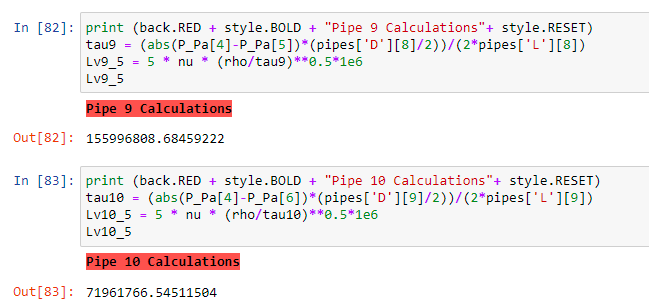 In [82]: print (back.RED + style.BOLD + "Pipe 9 Calculations"+ style.RESET)
tau9 = (abs(P_Pa[4]-P_Pa[5])*(pipes['D'][8]/2))/(2*pipes['L'][8])
Lv9_5 = 5 * nu * (rho/tau9)**0.5*1e6
Lv9_5
Pipe 9 Calculations
Out[82]: 155996808.68459222
In [83]: print (back.RED + style.BOLD + "Pipe 10 Calculations"+ style.RESET)
tau10 = (abs(P_Pa[4]-P_Pa[6])*(pipes['D'][9]/2))/(2*pipes['L'][9])
Lv10_5 = 5 * nu * (rho/tau10)**0.5*1e6
Lv10_5
Pipe 10 Calculations
Out[83]: 71961766.54511504